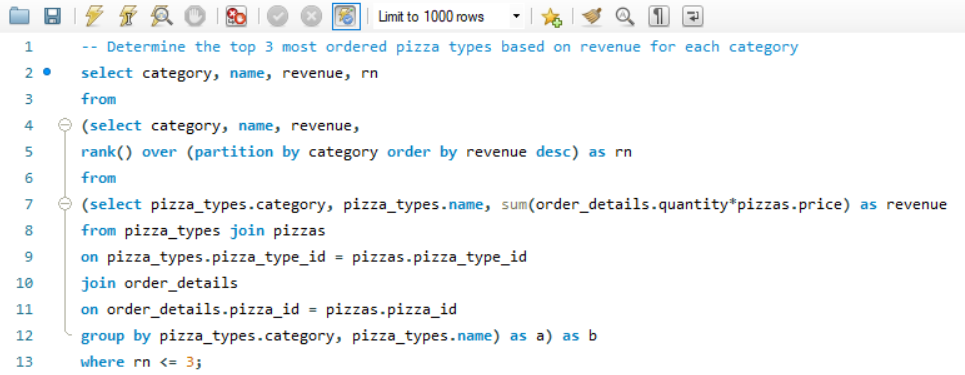 Limit to 1000 rows
1 -- Determine the top 3 most ordered pizza types based on revenue for each category
2 select category, name, revenue, rn
3 from
4 (select category, name, revenue,
5 rank() over (partition by category order by revenue desc) as rn
6 from
7 (select pizza_types.category, pizza_types.name, sum(order_details.quantity*pizzas.price) as revenue
8 from pizza_types join pizzas
9 on pizza_types.pizza_type_id = pizzas.pizza_type_id
10 join order_details
11 on order_details.pizza_id = pizzas.pizza_id
12 group by pizza_types.category, pizza_types.name) as a) as b
13 where rn <= 3;